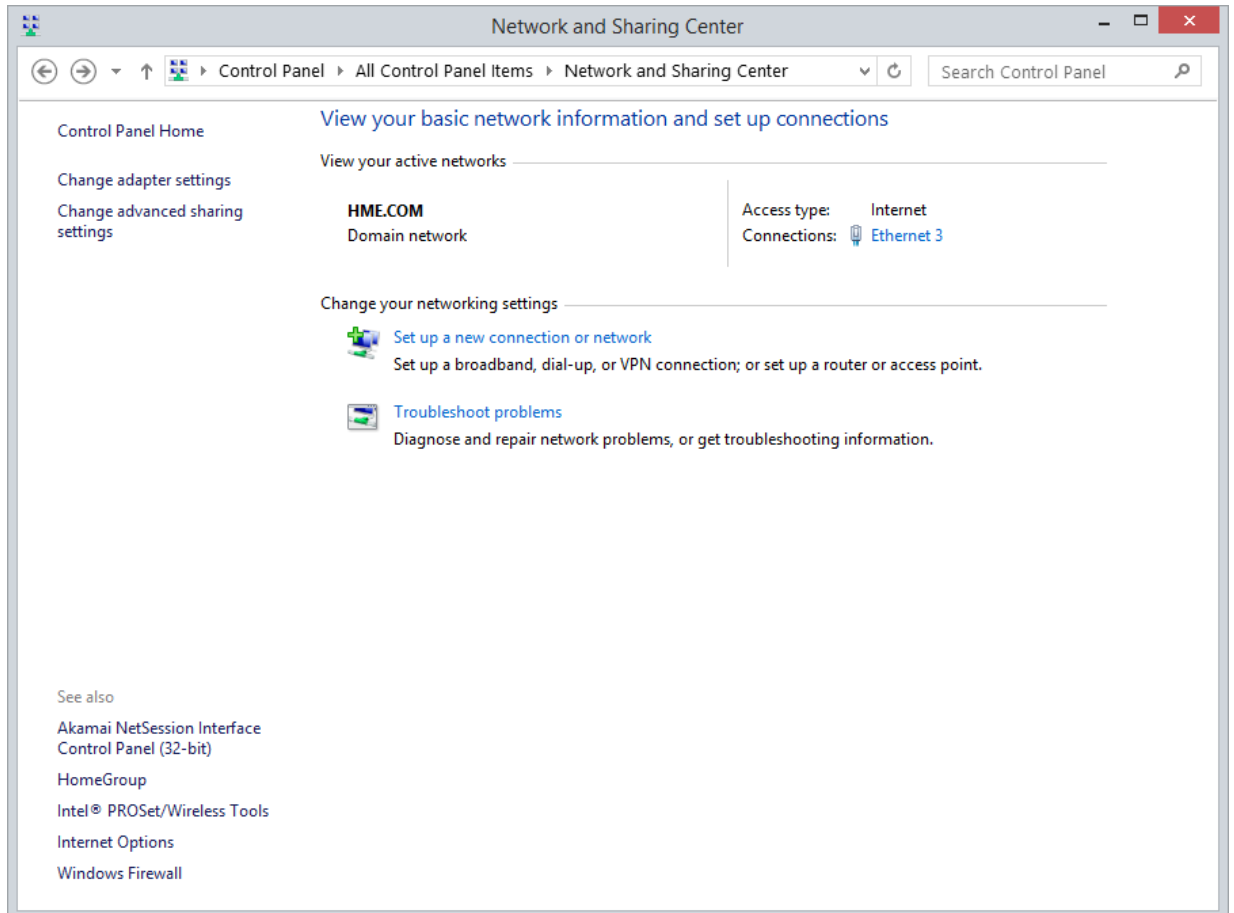 Network and Sharing Center
Control Panel All Control Panel Items Network and Sharing Center
Search Control Panel
Control Panel Home
Change adapter settings
Change advanced sharing
settings
View your basic network information and set up connections
View your active networks
HME.COM
Domain network
Access type: Internet
Connections: Ethernet 3
Change your networking settings
Set up a new connection or network
Set up a broadband, dial-up, or VPN connection; or set up a router or access point.
Troubleshoot problems
Diagnose and repair network problems, or get troubleshooting information.
See also
Akamai NetSession Interface
Control Panel (32-bit)
HomeGroup
Intel® PROSet/Wireless Tools
Internet Options
Windows Firewall